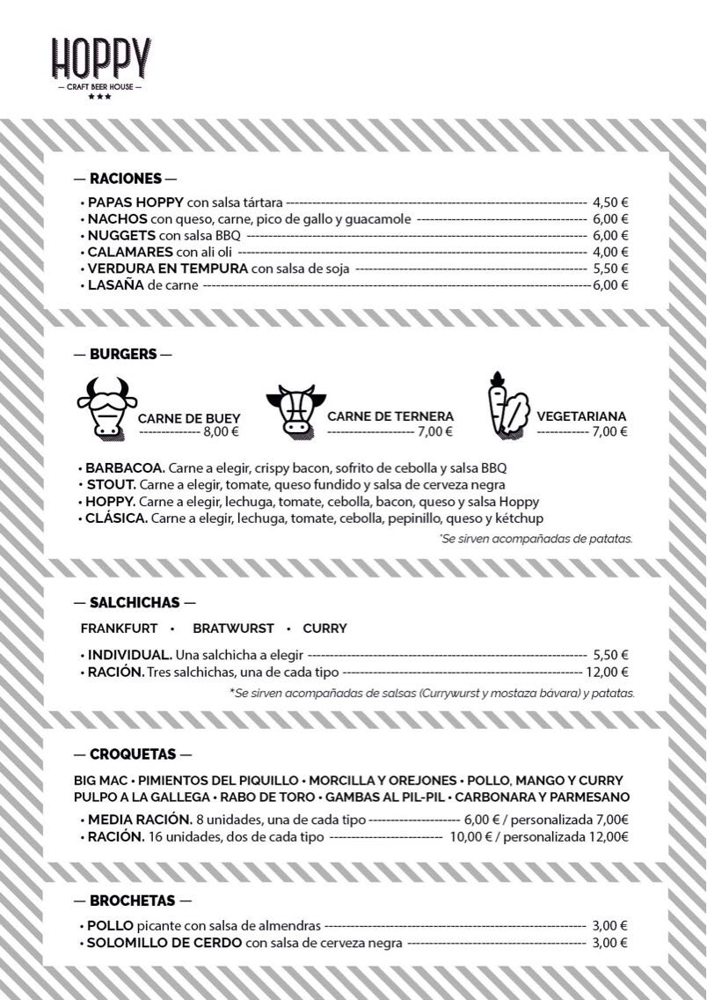 HOPPY
— CRAFT BEER HOUSE —
— RACIONES —
• PAPAS HOPPY con salsa tártara ---------- 4,50 €
• NACHOS con queso, carne, pico de gallo y guacamole ---------- 6,00 €
• NUGGETS con salsa BBQ ---------- 6,00 €
• CALAMARES con ali oli ---------- 4,00 €
• VERDURA EN TEMPURA con salsa de soja ---------- 5,50 €
• LASAÑA de carne ---------- 6,00 €
— BURGERS —
CARNE DE BUEY
---------- 8,00 €
CARNE DE TERNERA
---------- 7,00 €
VEGETARIANA
---------- 7,00 €
• BARBACOA. Carne a elegir, crispy bacon, sofrito de cebolla y salsa BBQ
• STOUT. Carne a elegir, tomate, queso fundido y salsa de cerveza negra
• HOPPY. Carne a elegir, lechuga, tomate, cebolla, bacon, queso y salsa Hoppy
• CLÁSICA. Carne a elegir, lechuga, tomate, cebolla, pepinillo, queso y kétchup
*Se sirven acompañadas de patatas.
— SALCHICHAS —
FRANKFURT • BRATWURST • CURRY
• INDIVIDUAL. Una salchicha a elegir ---------- 5,50 €
• RACIÓN. Tres salchichas, una de cada tipo ---------- 12,00 €
*Se sirven acompañadas de salsas (Currywurst y mostaza bávara) y patatas.
— CROQUETAS —
BIG MAC • PIMIENTOS DEL PIQUILLO • MORCILLA Y OREJONES • POLLO, MANGO Y CURRY
PULPO A LA GALLEGA • RABO DE TORO • GAMBAS AL PIL-PIL • CARBONARA Y PARMESANO
• MEDIA RACIÓN. 8 unidades, una de cada tipo ---------- 6,00 € / personalizada 7,00€
• RACIÓN. 16 unidades, dos de cada tipo ---------- 10,00 € / personalizada 12,00€
— BROCHETAS —
• POLLO picante con salsa de almendras ---------- 3,00 €
• SOLOMILLO DE CERDO con salsa de cerveza negra ---------- 3,00 €